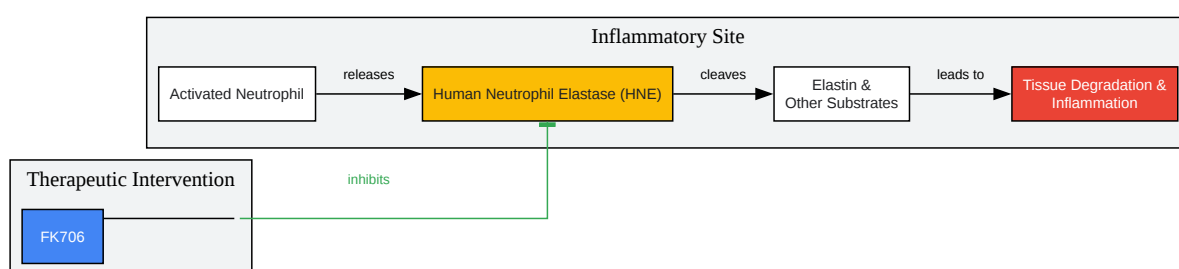 Inflammatory Site
Activated Neutrophil
releases
Human Neutrophil Elastase (HNE)
cleaves
Elastin &
Other Substrates
leads to
Tissue Degradation &
Inflammation
Therapeutic Intervention
inhibits
FK706